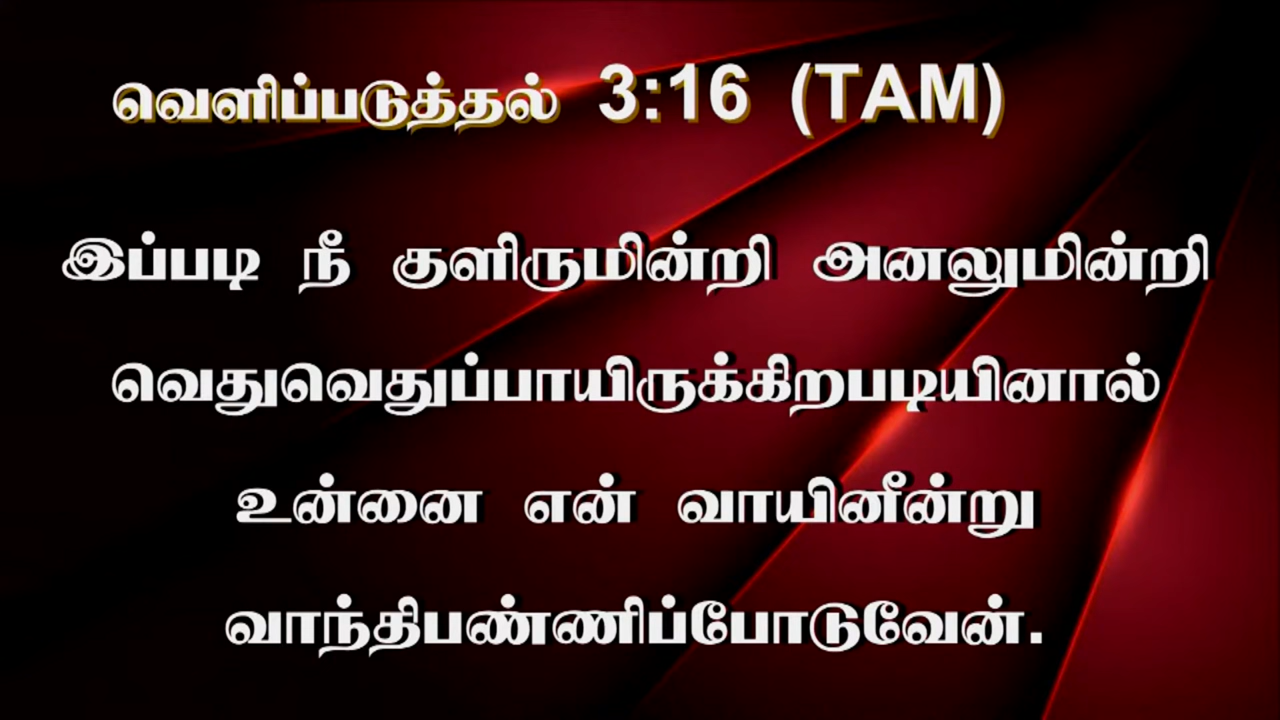 வெளிப்படுத்தல் 3:16 (TAM)
இப்படி நீ குளிருமின்றி அனலுமின்றி
வெதுவெதுப்பாயிருக்கிறபடியினால்
உன்னை என் வாயினீன்று
வாந்திபண்ணிப்போடுவேன்.